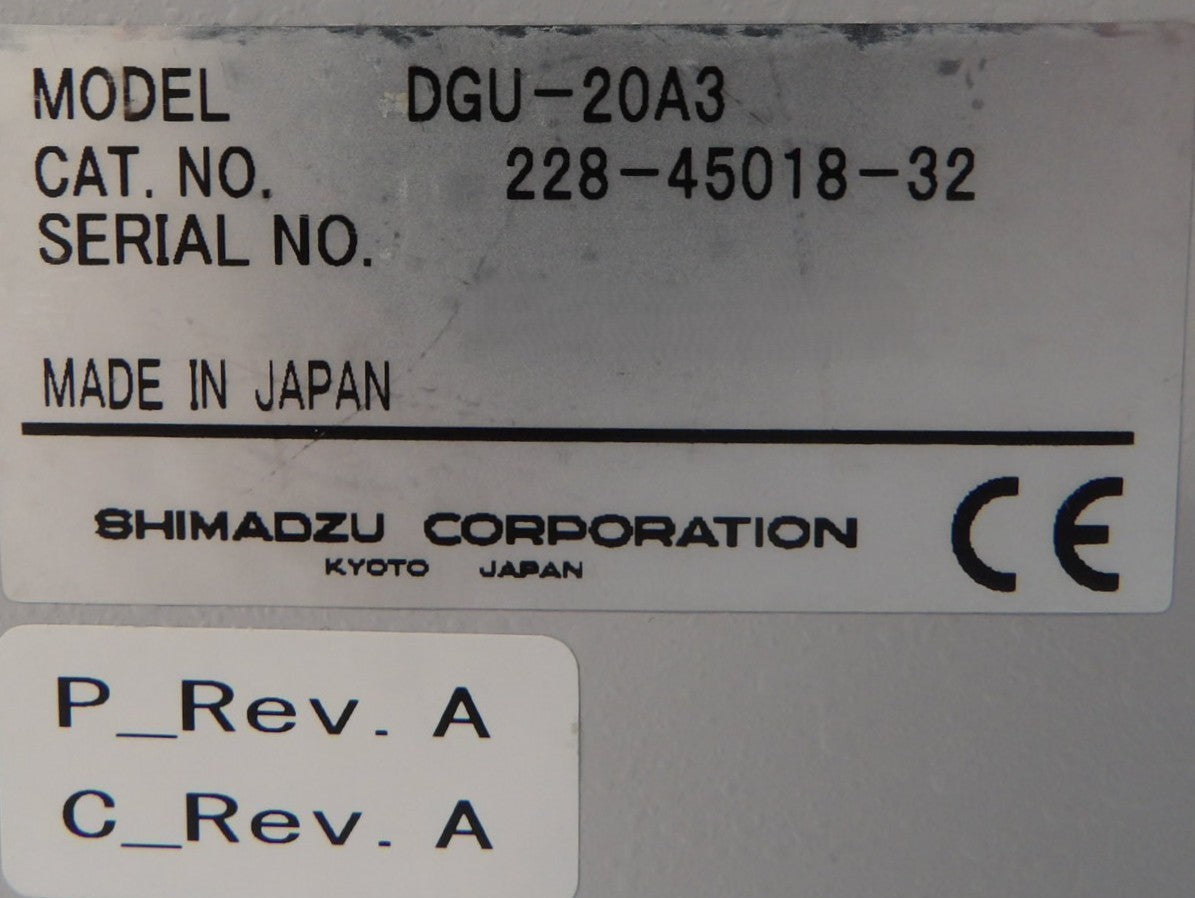 MODEL DGU-20A3
CAT. NO. 228-45018-32
SERIAL NO.
MADE IN JAPAN
SHIMADZU CORPORATION
KYOTO JAPAN
CE
P_Rev. A
C_Rev. A